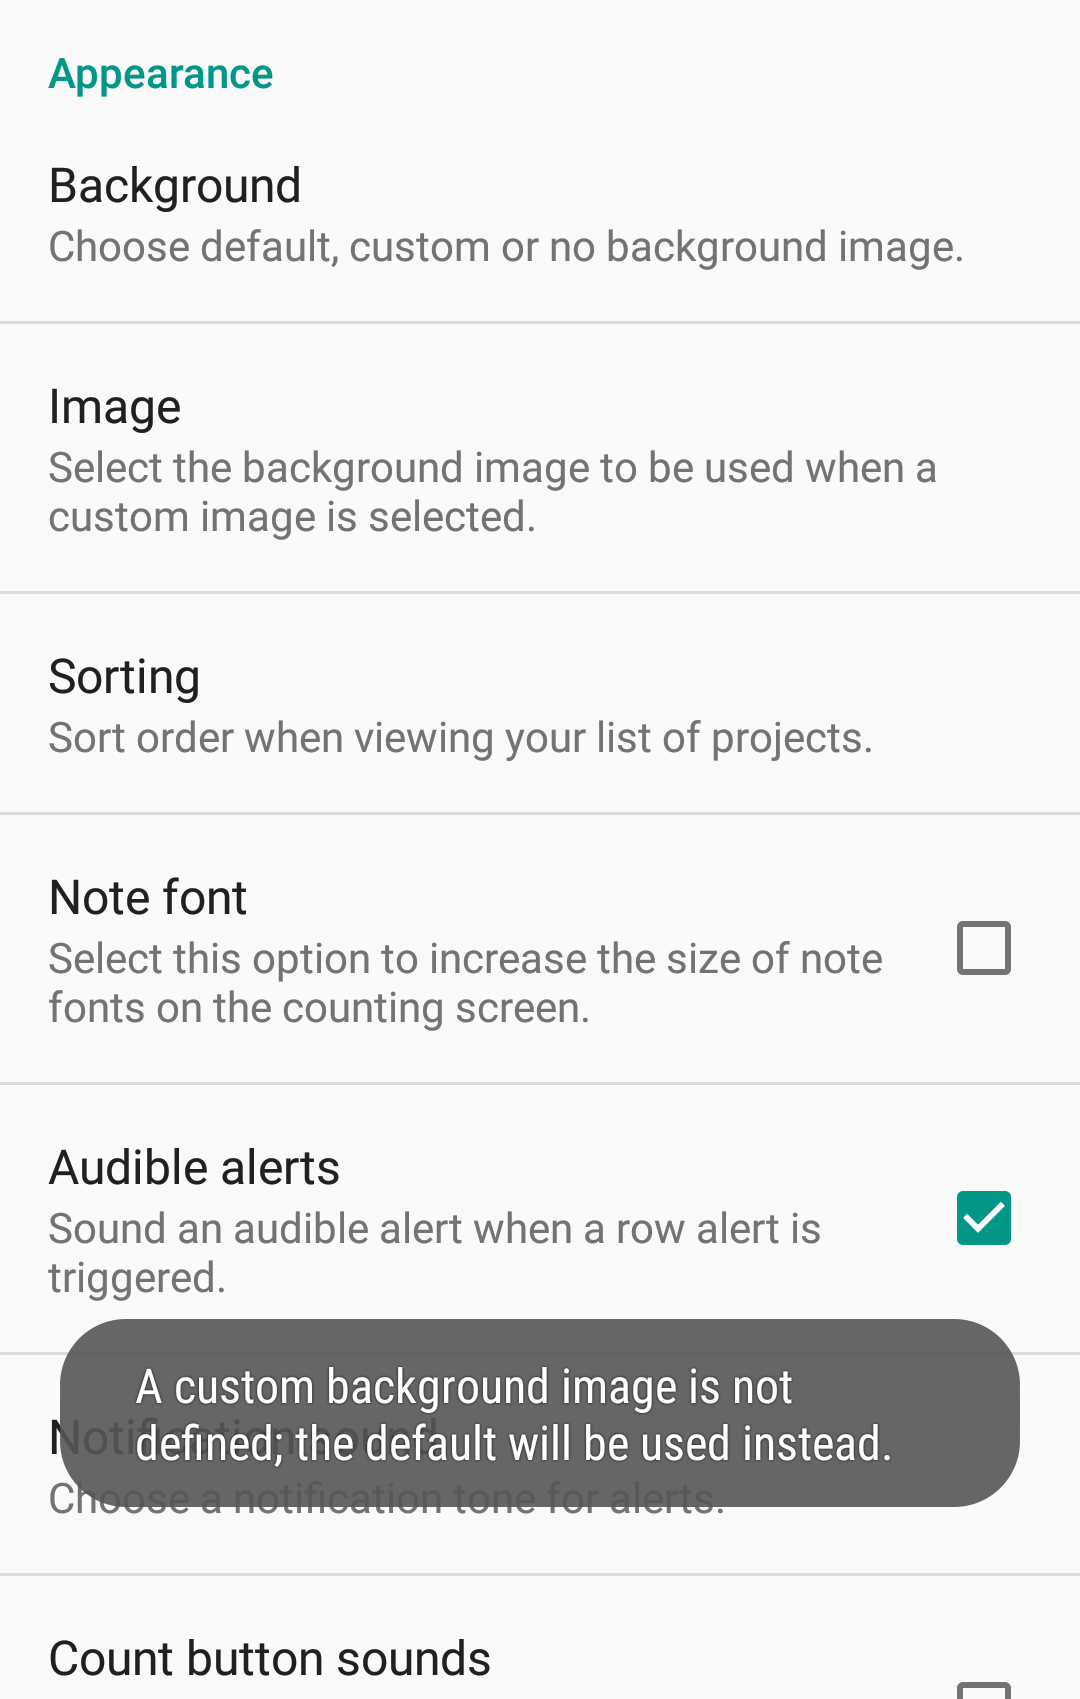 Appearance
Background
Choose default, custom or no background image.
Image
Select the background image to be used when a
custom image is selected.
Sorting
Sort order when viewing your list of projects.
Note font
Select this option to increase the size of note
fonts on the counting screen.
Audible alerts
Sound an audible alert when a row alert is
triggered.
A custom background image is not
defined; the default will be used instead.
Notification sound
Choose a notification tone for alerts.
Count button sounds